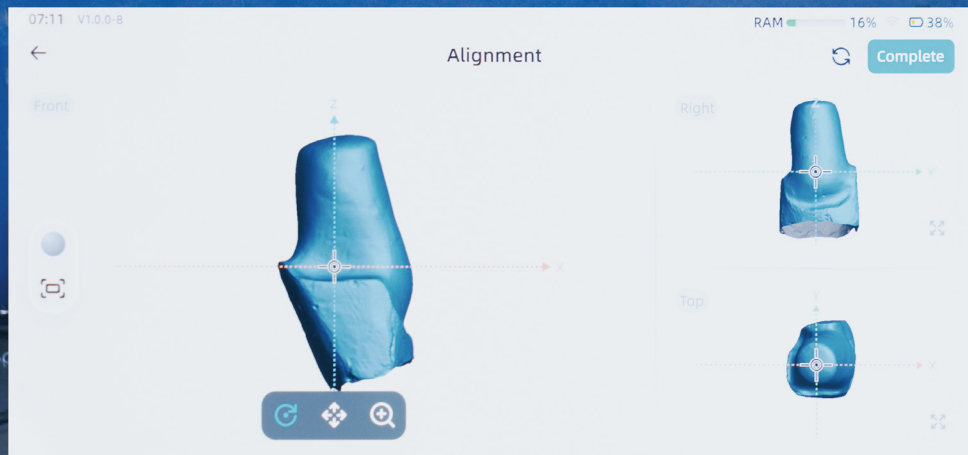 07:11 V1.0.0-8
RAM 16% 38%
Alignment
Complete
Front
Z
X
Right
Z
Y
Top
Y
X